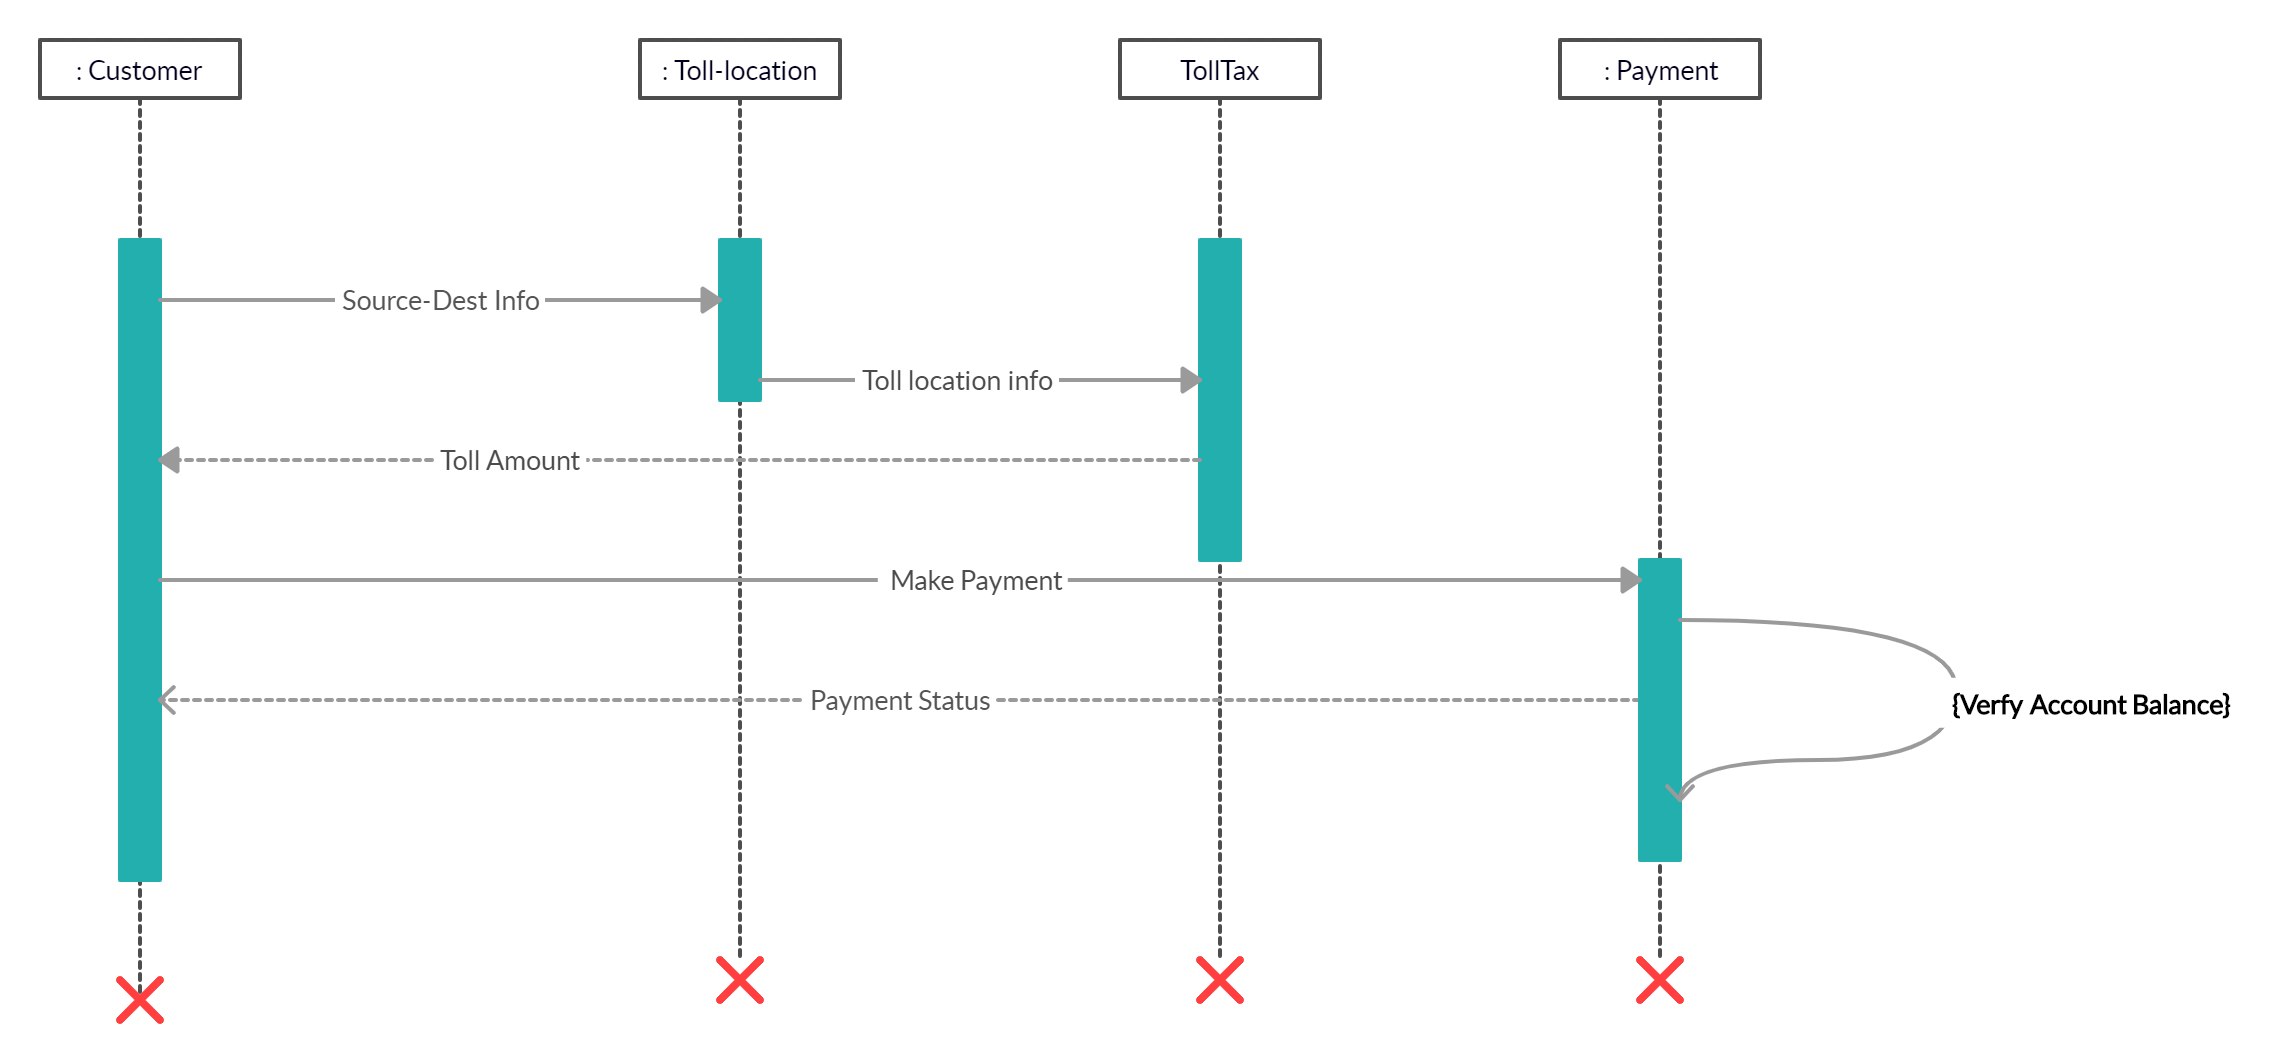 : Customer
: Toll-location
TollTax
: Payment
Source-Dest Info
Toll location info
Toll Amount
Make Payment
Payment Status
{Verfy Account Balance}